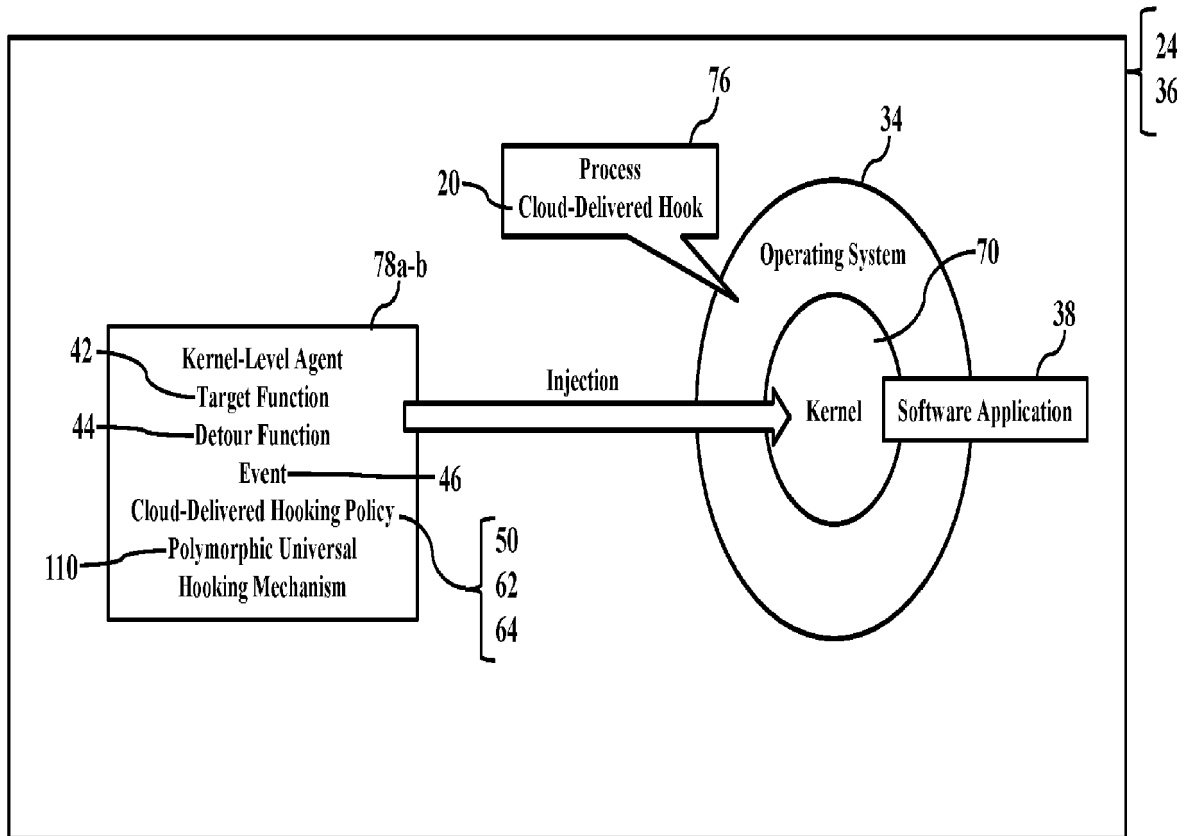 24
36
76
34
Process
20
Cloud-Delivered Hook
Operating System
70
78a-b
38
42
Kernel-Level Agent
Target Function
Injection
44
Detour Function
Kernel
Software Application
Event
46
Cloud-Delivered Hooking Policy
110
Polymorphic Universal
Hooking Mechanism
50
62
64